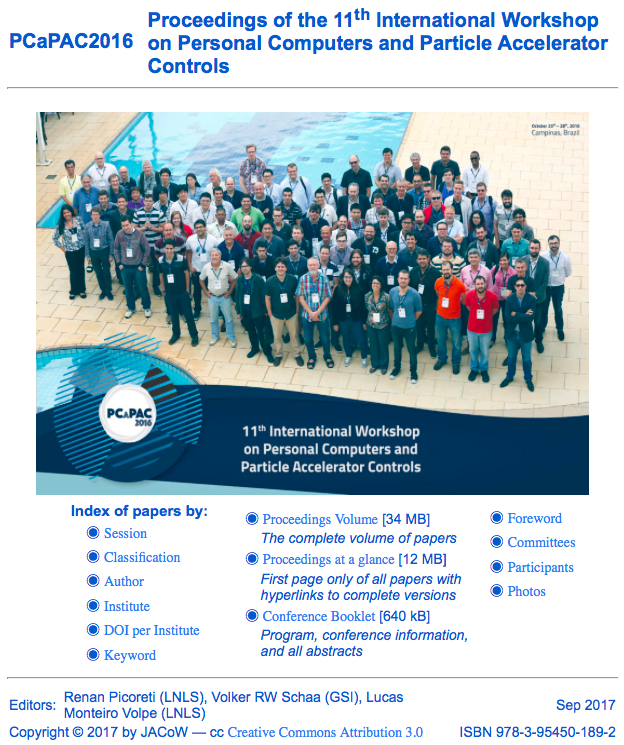 PCaPAC2016
Proceedings of the 11th International Workshop
on Personal Computers and Particle Accelerator
Controls
October 25th – 28th, 2016
Campinas, Brazil
PCaPAC
2016
11th International Workshop
on Personal Computers and
Particle Accelerator Controls
Index of papers by:
Session
Classification
Author
Institute
DOI per Institute
Keyword
Proceedings Volume [34 MB]
The complete volume of papers
Proceedings at a glance [12 MB]
First page only of all papers with
hyperlinks to complete versions
Conference Booklet [640 kB]
Program, conference information,
and all abstracts
Foreword
Committees
Participants
Photos
Editors: Renan Picoreti (LNLS), Volker RW Schaa (GSI), Lucas
Monteiro Volpe (LNLS)
Sep 2017
Copyright © 2017 by JACoW — cc Creative Commons Attribution 3.0
ISBN 978-3-95450-189-2